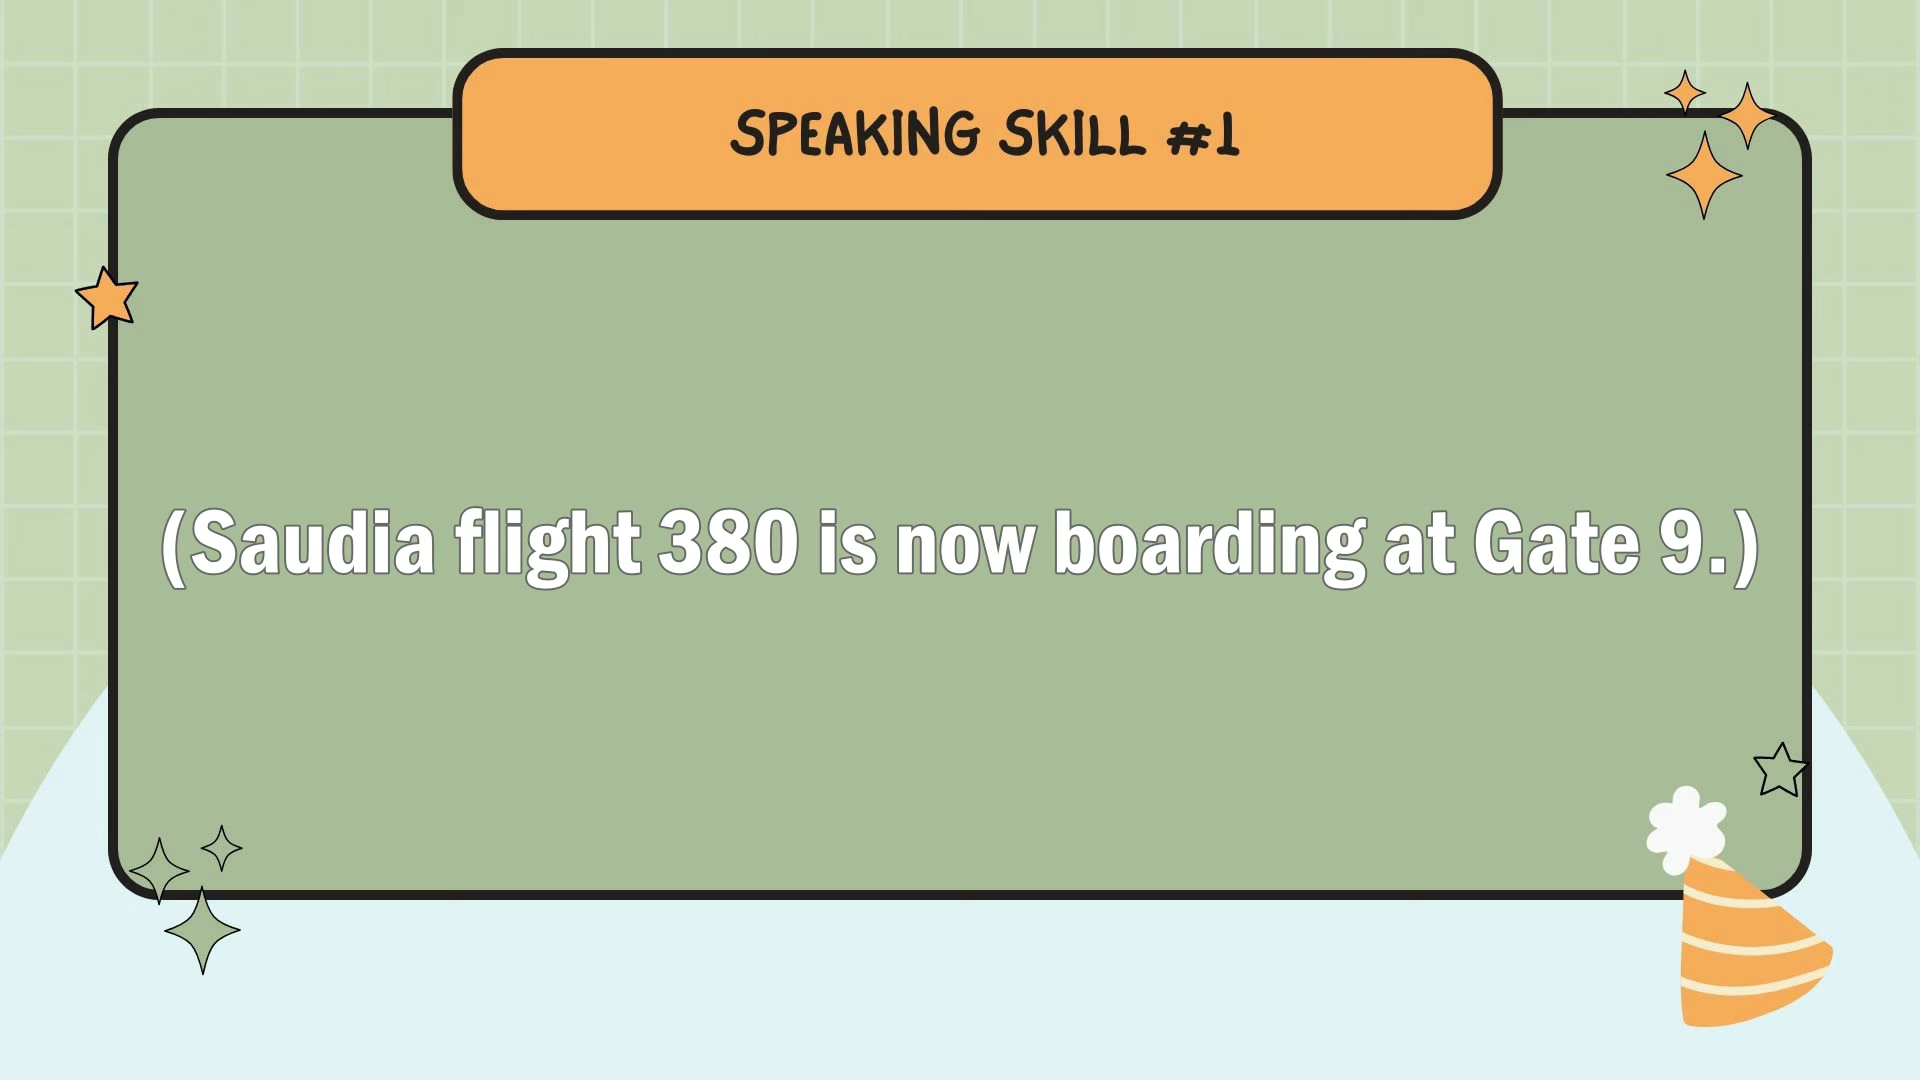 SPEAKING SKILL #1
(Saudia flight 380 is now boarding at Gate 9.)